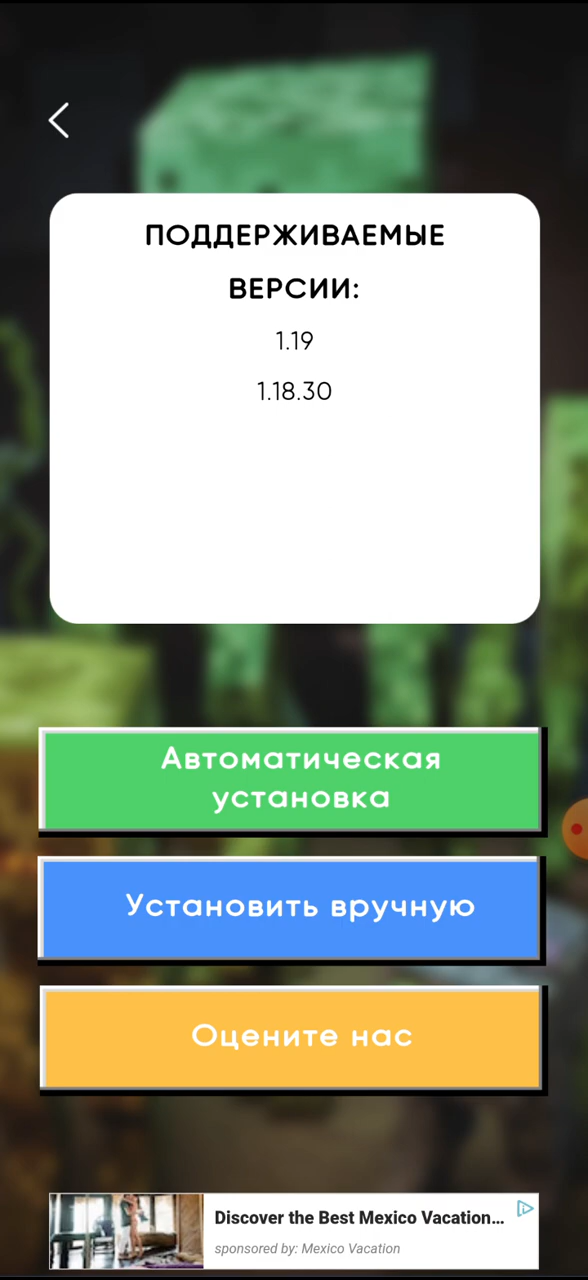 ПОДДЕРЖИВАЕМЫЕ
ВЕРСИИ:
1.19
1.18.30
Автоматическая
установка
Установить вручную
Оцените нас
Discover the Best Mexico Vacation...
sponsored by: Mexico Vacation